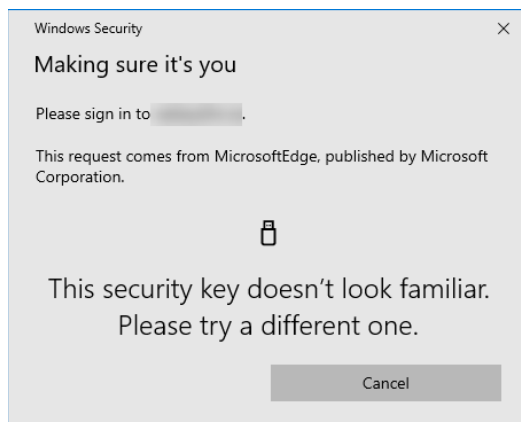 Windows Security
Making sure it's you
Please sign in to .
This request comes from MicrosoftEdge, published by Microsoft
Corporation.
This security key doesn’t look familiar.
Please try a different one.
Cancel